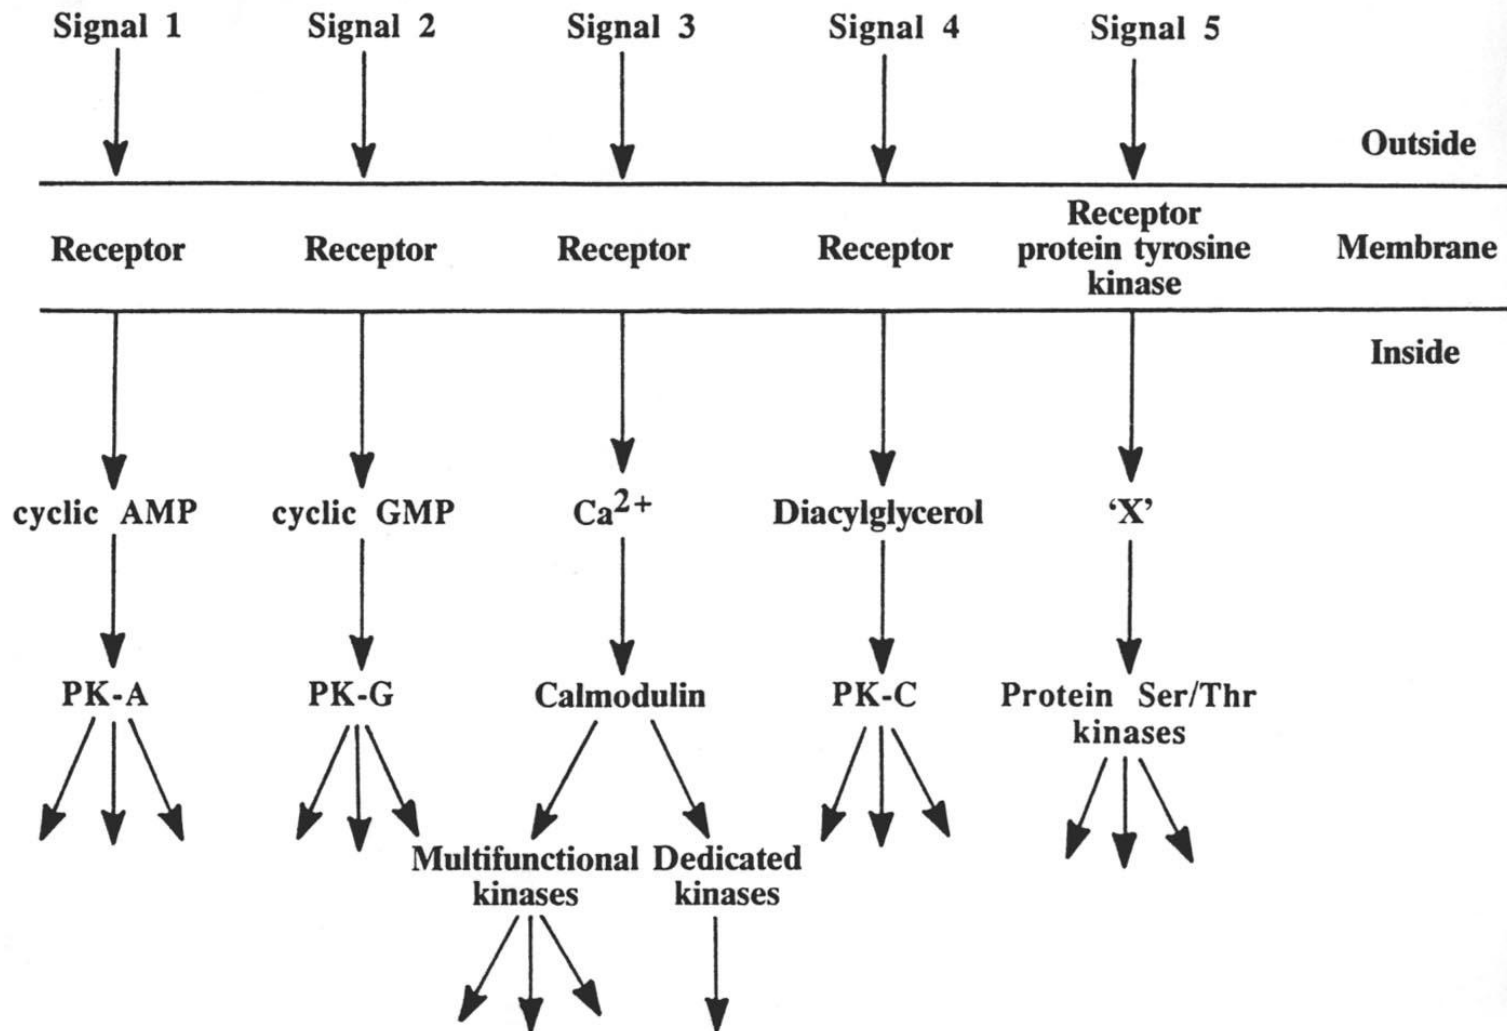 Signal 1 Signal 2 Signal 3 Signal 4 Signal 5
Outside
Receptor Receptor Receptor Receptor Receptor protein tyrosine kinase Membrane
Inside
cyclic AMP cyclic GMP Ca2+ Diacylglycerol ‘X’
PK-A PK-G Calmodulin PK-C Protein Ser/Thr
kinases
Multifunctional Dedicated
kinases kinases